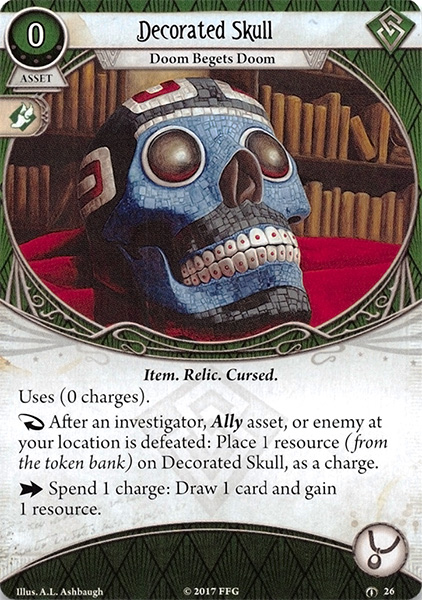 0
Decorated Skull
ASSET
Doom Begets Doom
Item. Relic. Cursed.
Uses (0 charges).
After an investigator, Ally asset, or enemy at
your location is defeated: Place 1 resource (from
the token bank) on Decorated Skull, as a charge.
Spend 1 charge: Draw 1 card and gain
1 resource.
Illus. A.L. Ashbaugh
© 2017 FFG
26